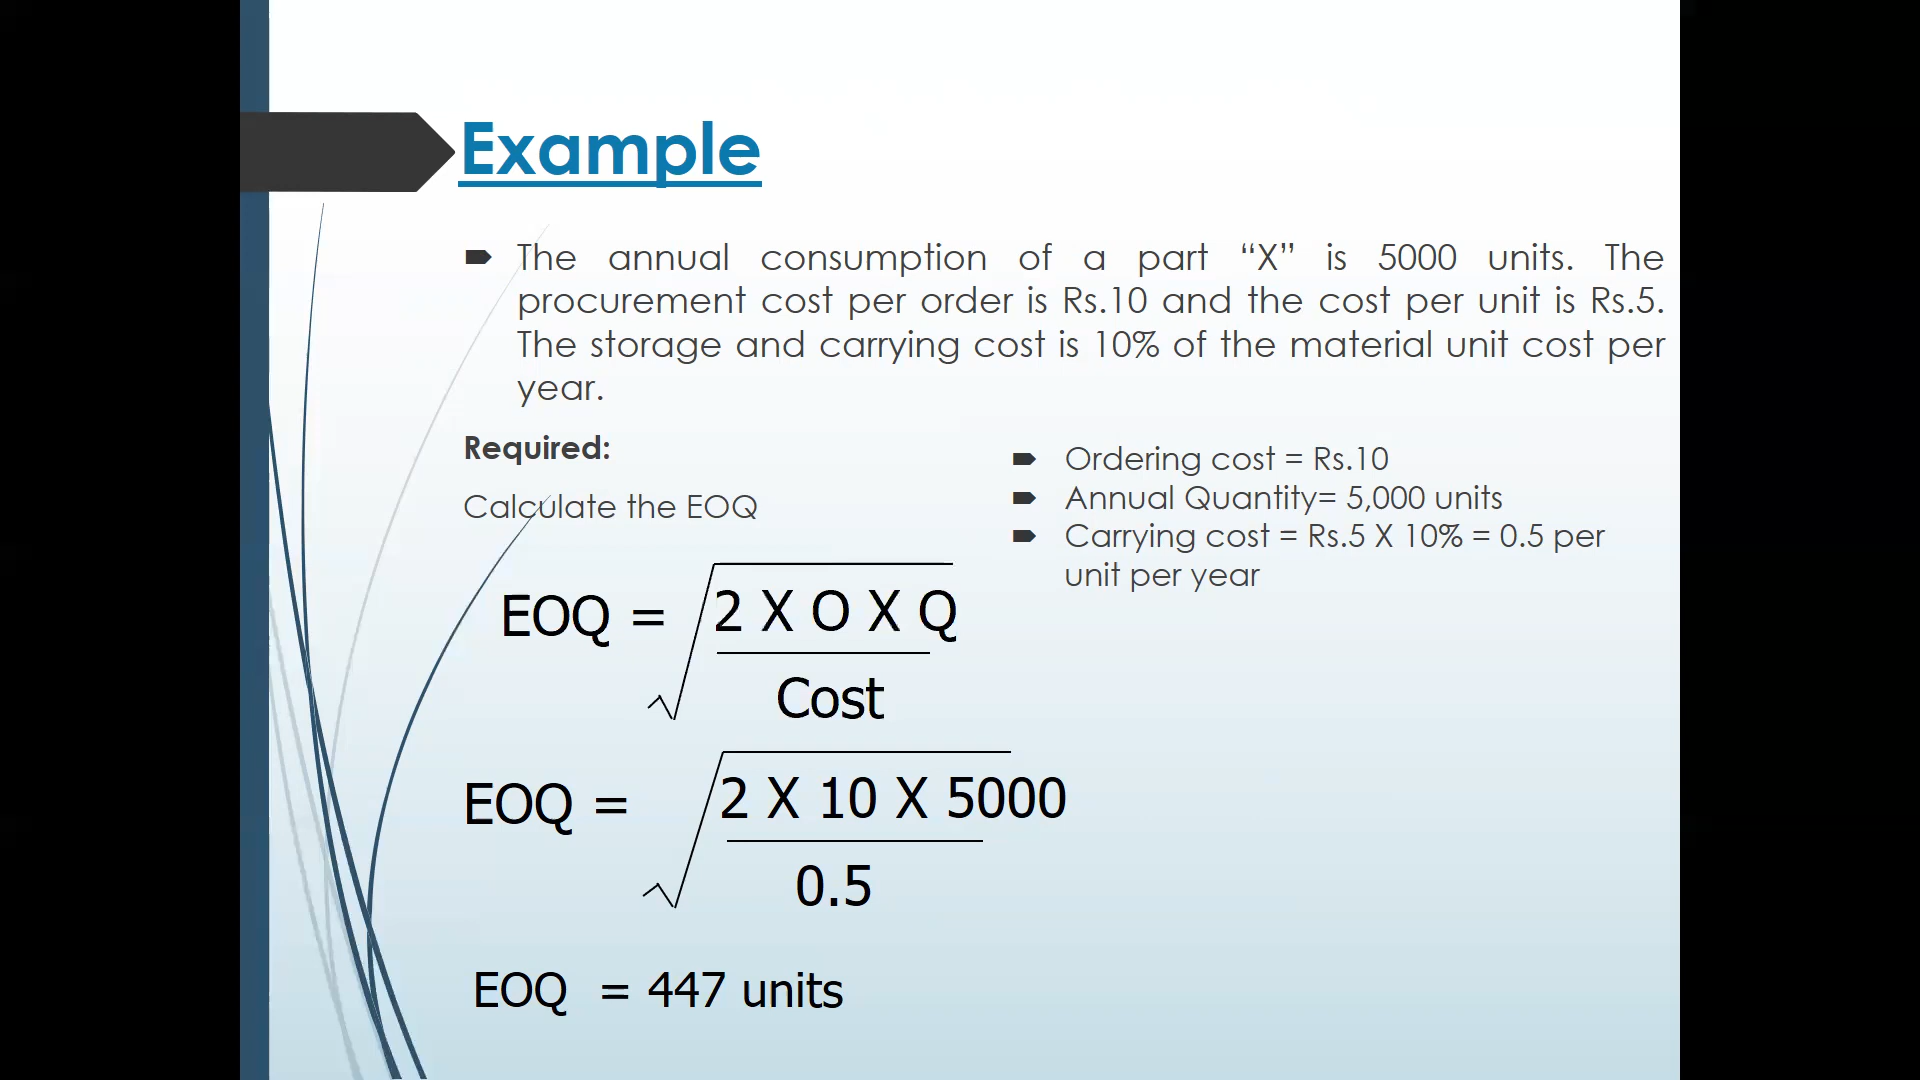 Example
The annual consumption of a part “X” is 5000 units. The
procurement cost per order is Rs.10 and the cost per unit is Rs.5.
The storage and carrying cost is 10% of the material unit cost per
year.
Required:
Calculate the EOQ
Ordering cost = Rs.10
Annual Quantity= 5,000 units
Carrying cost = Rs.5 X 10% = 0.5 per
unit per year
EOQ = √ 2 X O X Q
Cost
EOQ = √ 2 X 10 X 5000
0.5
EOQ = 447 units